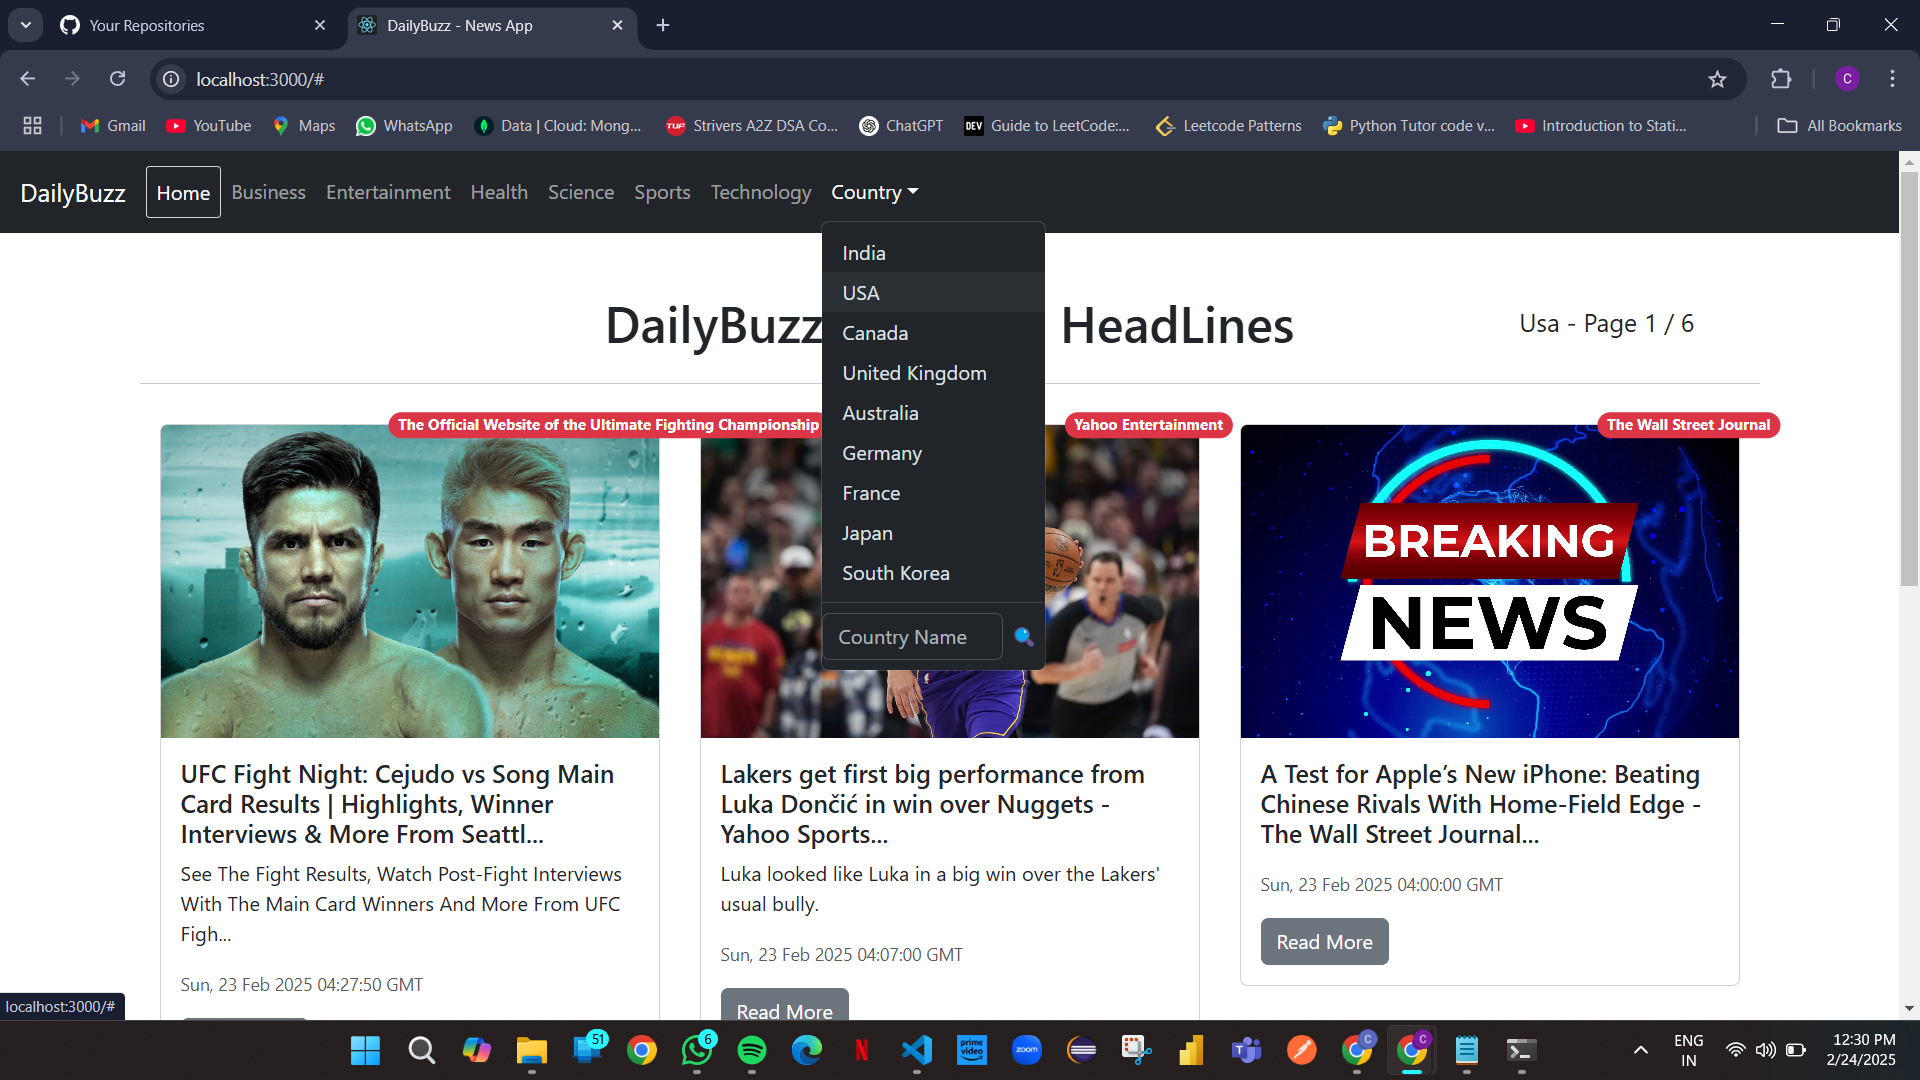 Your Repositories
DailyBuzz - News App
localhost:3000/#
C
Gmail
YouTube
Maps
WhatsApp
Data | Cloud: Mong...
TUF
Strivers A2Z DSA Co...
ChatGPT
DEV
Guide to LeetCode:...
Leetcode Patterns
Python Tutor code v...
Introduction to Stati...
All Bookmarks
DailyBuzz
Home
Business
Entertainment
Health
Science
Sports
Technology
Country
India
USA
Canada
United Kingdom
Australia
Germany
France
Japan
South Korea
Country Name
DailyBuzz HeadLines
Usa - Page 1 / 6
The Official Website of the Ultimate Fighting Championship
Yahoo Entertainment
The Wall Street Journal
BREAKING
NEWS
UFC Fight Night: Cejudo vs Song Main
Card Results | Highlights, Winner
Interviews & More From Seattl...
See The Fight Results, Watch Post-Fight Interviews
With The Main Card Winners And More From UFC
Figh...
Sun, 23 Feb 2025 04:27:50 GMT
Lakers get first big performance from
Luka Dončić in win over Nuggets -
Yahoo Sports...
Luka looked like Luka in a big win over the Lakers'
usual bully.
Sun, 23 Feb 2025 04:07:00 GMT
Read More
A Test for Apple’s New iPhone: Beating
Chinese Rivals With Home-Field Edge -
The Wall Street Journal...
Sun, 23 Feb 2025 04:00:00 GMT
Read More
localhost:3000/#
51
6
N
prime video
zoom
C
C
ENG
IN
12:30 PM
2/24/2025